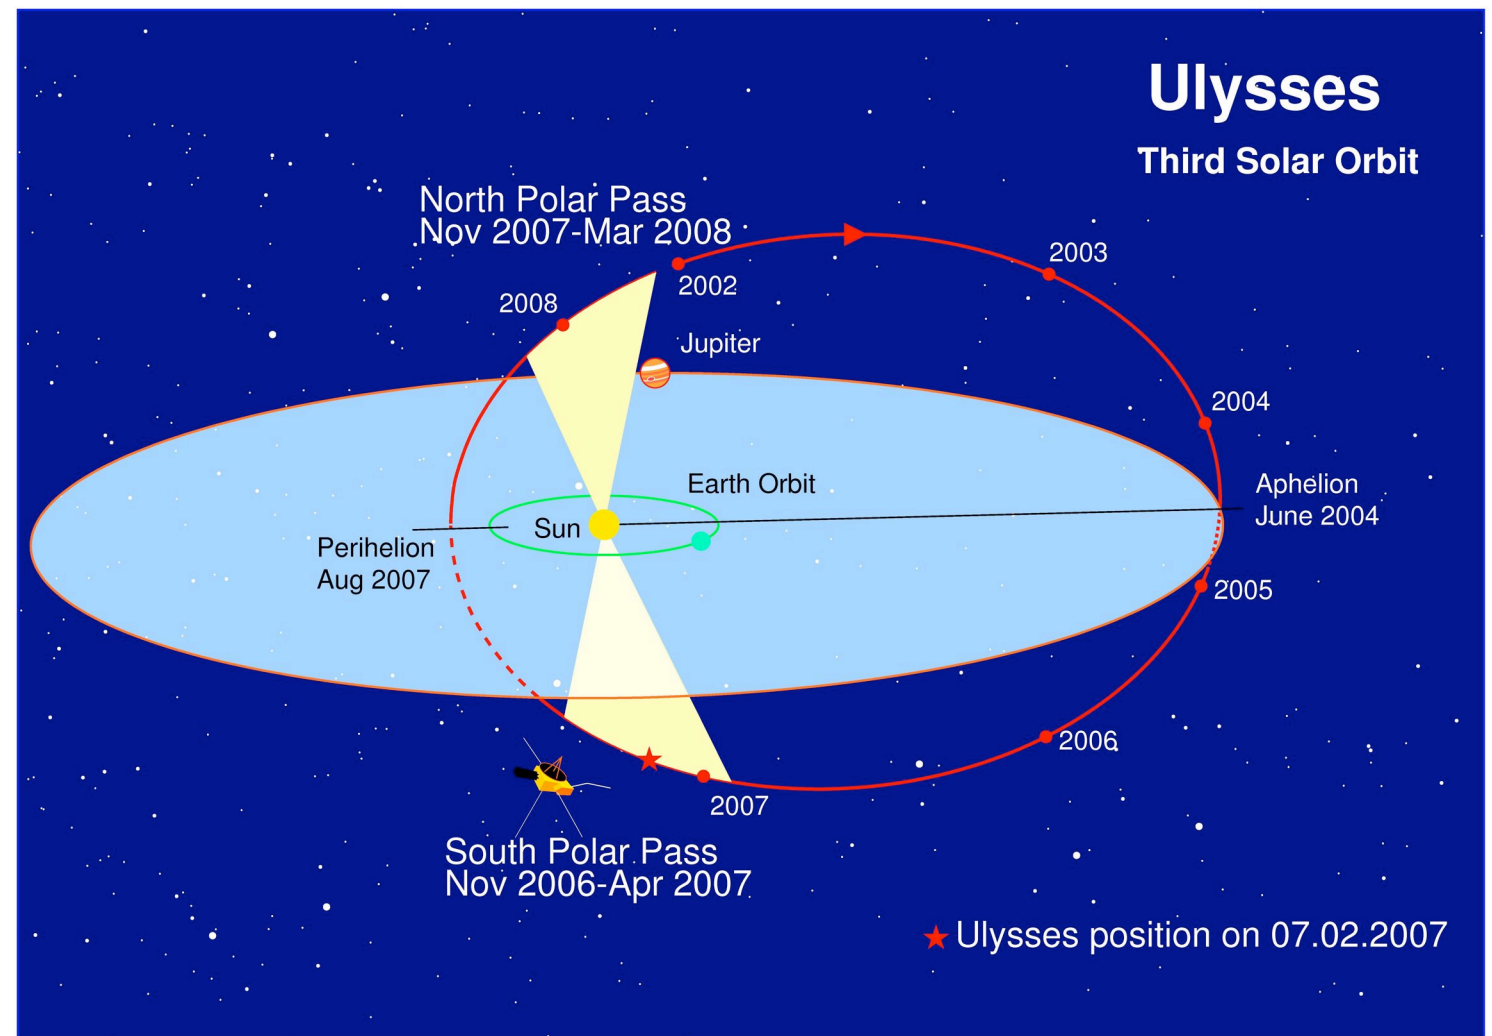 Ulysses
Third Solar Orbit
North Polar Pass
Nov 2007-Mar 2008
2002
2003
2008
Jupiter
2004
Earth Orbit
Aphelion
June 2004
Sun
Perihelion
Aug 2007
2005
2006
2007
South Polar Pass
Nov 2006-Apr 2007
Ulysses position on 07.02.2007